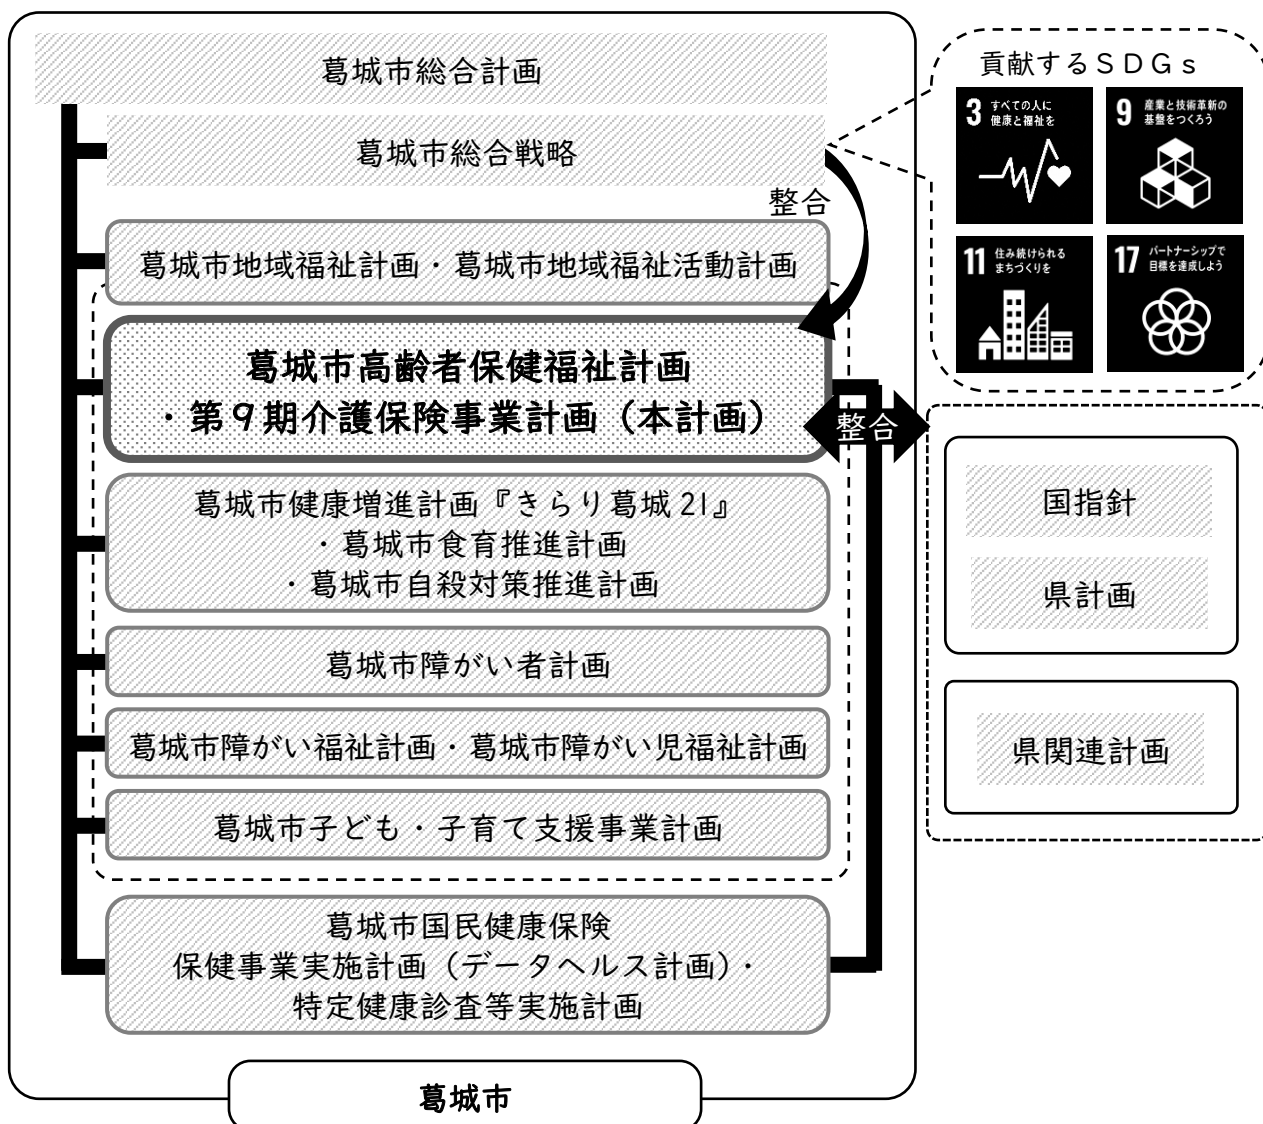 葛城市総合計画
葛城市総合戦略
整合
葛城市地域福祉計画・葛城市地域福祉活動計画
葛城市高齢者保健福祉計画
・第９期介護保険事業計画（本計画）
葛城市健康増進計画『きらり葛城21』
・葛城市食育推進計画
・葛城市自殺対策推進計画
葛城市障がい者計画
葛城市障がい福祉計画・葛城市障がい児福祉計画
葛城市子ども・子育て支援事業計画
葛城市国民健康保険
保健事業実施計画（データヘルス計画）・
特定健康診査等実施計画
葛城市
貢献するＳＤＧｓ
3 すべての人に
健康と福祉を
9 産業と技術革新の
基盤をつくろう
11 住み続けられる
まちづくりを
17 パートナーシップで
目標を達成しよう
整合
国指針
県計画
県関連計画